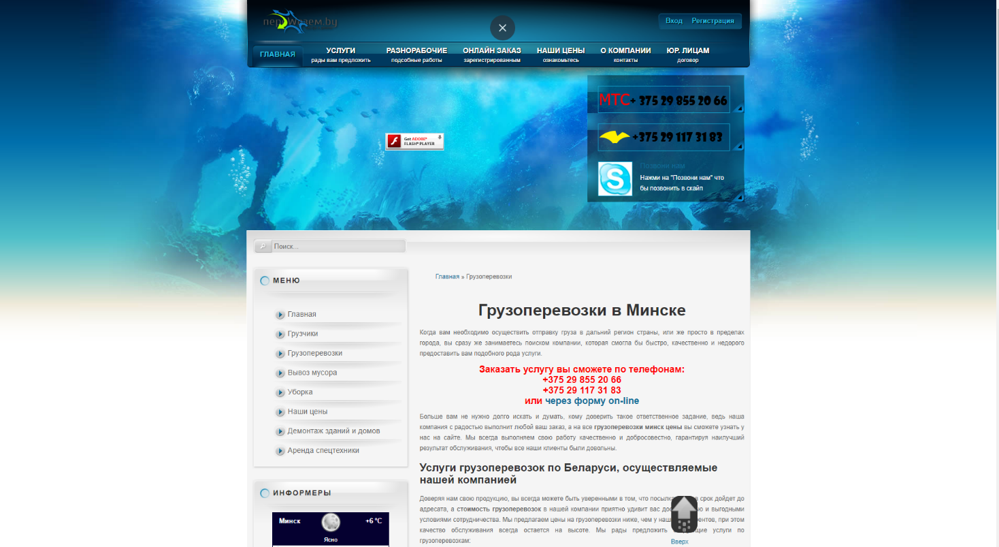 пероwозем.by
Вход Регистрация
ГЛАВНАЯ УСЛУГИ РАЗНОРАБОЧИЕ ОНЛАЙН ЗАКАЗ НАШИ ЦЕНЫ О КОМПАНИИ ЮР. ЛИЦАМ
рады вам предложить подсобные работы зарегистрированным ознакомьтесь контакты договор
МТС+ 375 29 855 20 66
+375 29 117 31 83
Get ADOBE®
FLASH® PLAYER
Позвони нам
Нажми на "Позвони нам" что
бы позвонить в скайп
Поиск...
МЕНЮ
Главная
Грузчики
Грузоперевозки
Вывоз мусора
Уборка
Наши цены
Демонтаж зданий и домов
Аренда спецтехники
ИНФОРМЕРЫ
Минск +6 °C
Ясно
Главная » Грузоперевозки
Грузоперевозки в Минске
Когда вам необходимо осуществить отправку груза в дальний регион страны, или же просто в пределах
города, вы сразу же занимаетесь поиском компании, которая смогла бы быстро, качественно и недорого
предоставить вам подобного рода услуги.
Заказать услугу вы сможете по телефонам:
+375 29 855 20 66
+375 29 117 31 83
или через форму on-line
Больше вам не нужно долго искать и думать, кому доверить такое ответственное задание, ведь наша
компания с радостью выполнит любой ваш заказ, а на все грузоперевозки минск цены вы сможете узнать у
нас на сайте. Мы всегда выполняем свою работу качественно и добросовестно, гарантируя наилучший
результат обслуживания, чтобы все наши клиенты были довольны.
Услуги грузоперевозок по Беларуси, осуществляемые
нашей компанией
Доверяя нам свою продукцию, вы всегда можете быть уверенными в том, что посылка в срок дойдет до
адресата, а стоимость грузоперевозок в нашей компании приятно удивит вас и выгодными
условиями сотрудничества. Мы предлагаем цены на грузоперевозки ниже, чем у при этом
качество обслуживания всегда остается на высоте. Мы рады предложить услуги по
грузоперевозкам:
Вверх